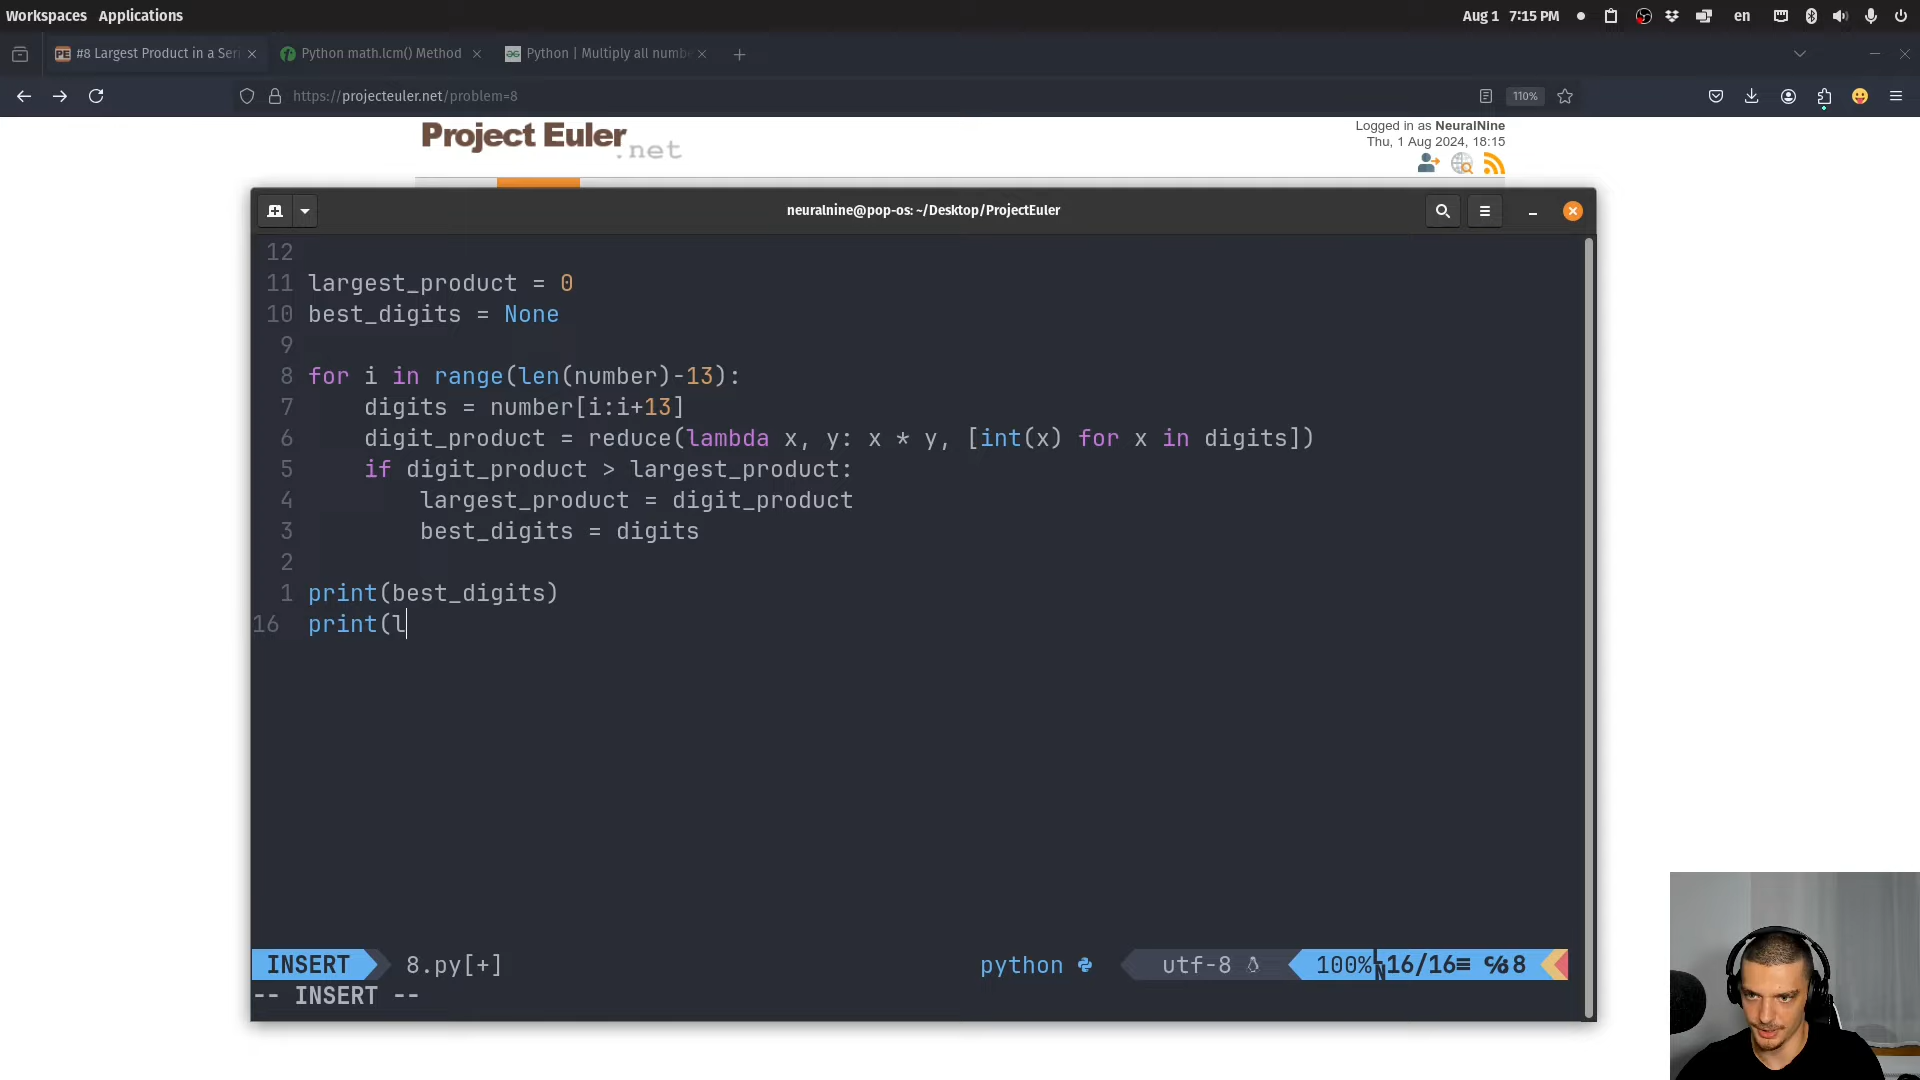 Workspaces Applications
Aug 1 7:15 PM
en
#8 Largest Product in a Seri
Python math.lcm() Method
Python | Multiply all numbe
https://projecteuler.net/problem=8
110%
Project Euler
.net
Logged in as NeuralNine
Thu, 1 Aug 2024, 18:15
neuralnine@pop-os: ~/Desktop/ProjectEuler
12
11 largest_product = 0
10 best_digits = None
9
8 for i in range(len(number)-13):
7 digits = number[i:i+13]
6 digit_product = reduce(lambda x, y: x * y, [int(x) for x in digits])
5 if digit_product > largest_product:
4 largest_product = digit_product
3 best_digits = digits
2
1 print(best_digits)
16 print(l
INSERT 8.py[+] python utf-8 100% 16/16 8
-- INSERT --